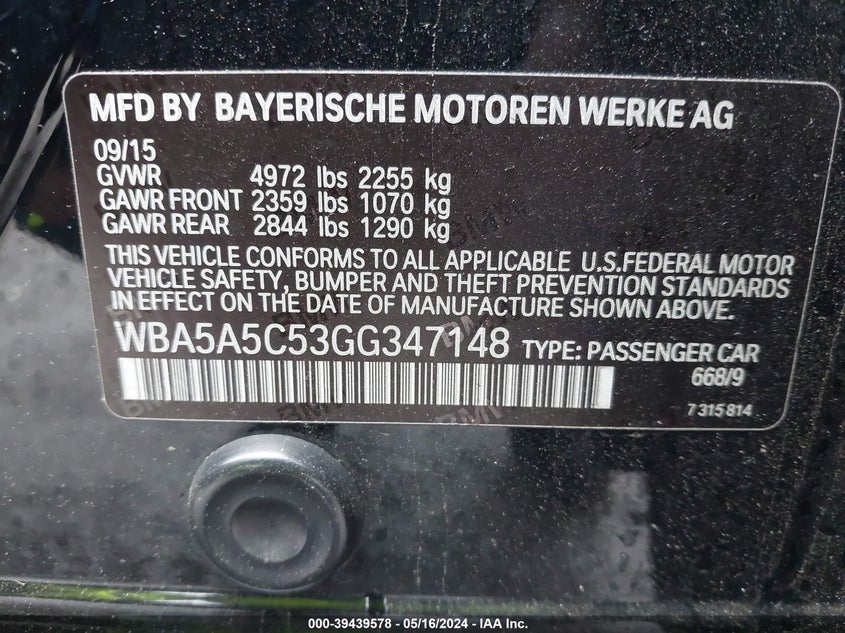 MFD BY BAYERISCHE MOTOREN WERKE AG
09/15
GVWR 4972 lbs 2255 kg
GAWR FRONT 2359 lbs 1070 kg
GAWR REAR 2844 lbs 1290 kg
THIS VEHICLE CONFORMS TO ALL APPLICABLE U.S.FEDERAL MOTOR
VEHICLE SAFETY, BUMPER AND THEFT PREVENTION STANDARDS
IN EFFECT ON THE DATE OF MANUFACTURE SHOWN ABOVE.
WBA5A5C53GG347148 TYPE: PASSENGER CAR
668/9
7 315 814
000-39439578 - 05/16/2024 - IAA Inc.